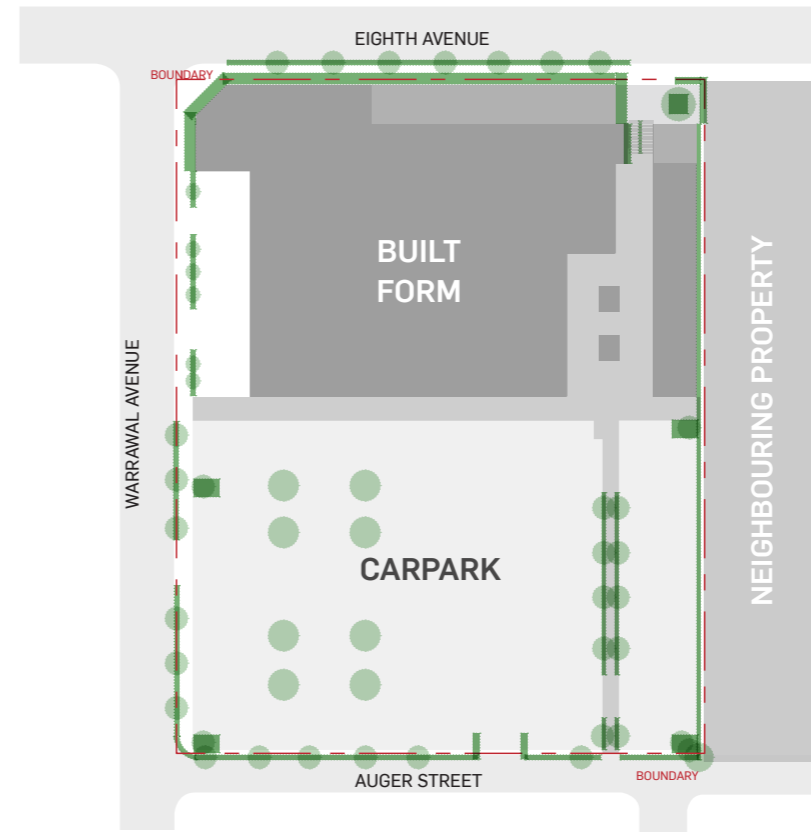 EIGHTH AVENUE
BOUNDARY
BUILT
FORM
NEIGHBOURING PROPERTY
WARRAWAL AVENUE
CARPARK
AUGER STREET
BOUNDARY